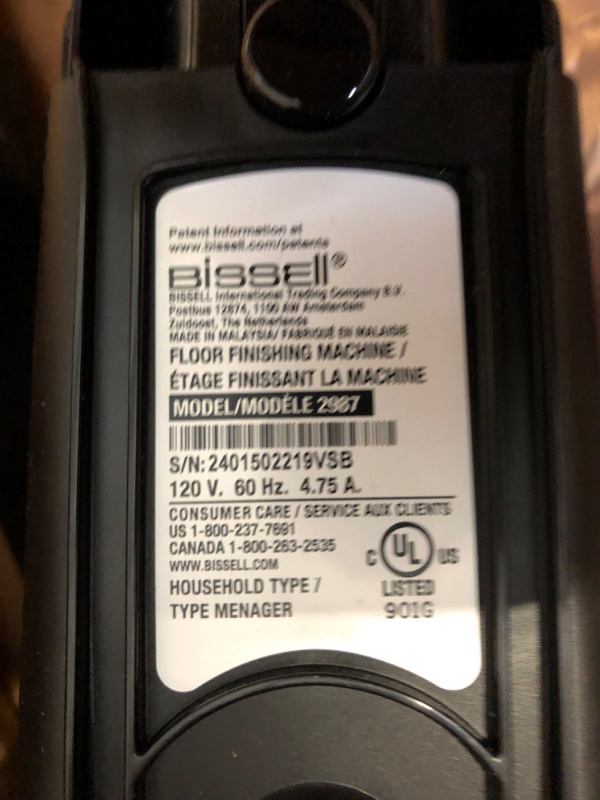 Patent Information at
www.bissell.com/patents
BISSELL®
BISSELL International Trading Company B.V.
Postbus 12874, 1100 AW Amsterdam
Zuidoost, The Netherlands
MADE IN MALAYSIA/ FABRIQUÉ EN MALAISIE
FLOOR FINISHING MACHINE /
ÉTAGE FINISSANT LA MACHINE
MODEL/MODÈLE 2987
S/N: 2401502219VSB
120 V. 60 Hz. 4.75 A.
CONSUMER CARE / SERVICE AUX CLIENTS
US 1-800-237-7691
CANADA 1-800-263-2535
WWW.BISSELL.COM
C UL US
HOUSEHOLD TYPE /
TYPE MENAGER
LISTED
901G